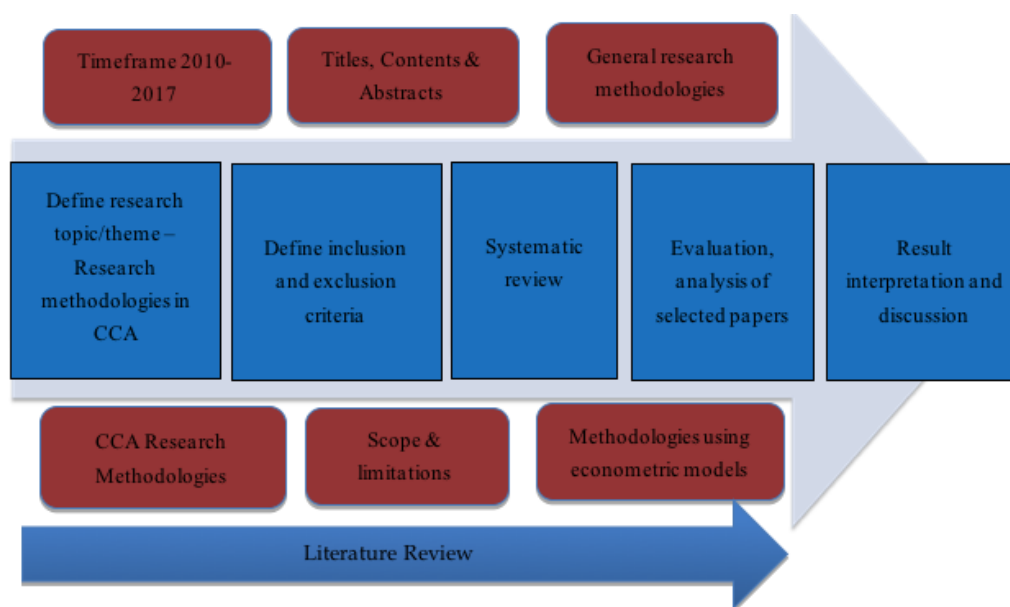 Timeframe 2010-
2017
Titles, Contents &
Abstracts
General research
methodologies
Define research
topic/theme –
Research
methodologies in
CCA
Define inclusion
and exclusion
criteria
Systematic
review
Evaluation,
analysis of
selected papers
Result
interpretation and
discussion
CCA Research
Methodologies
Scope &
limitations
Methodologies using
econometric models
Literature Review